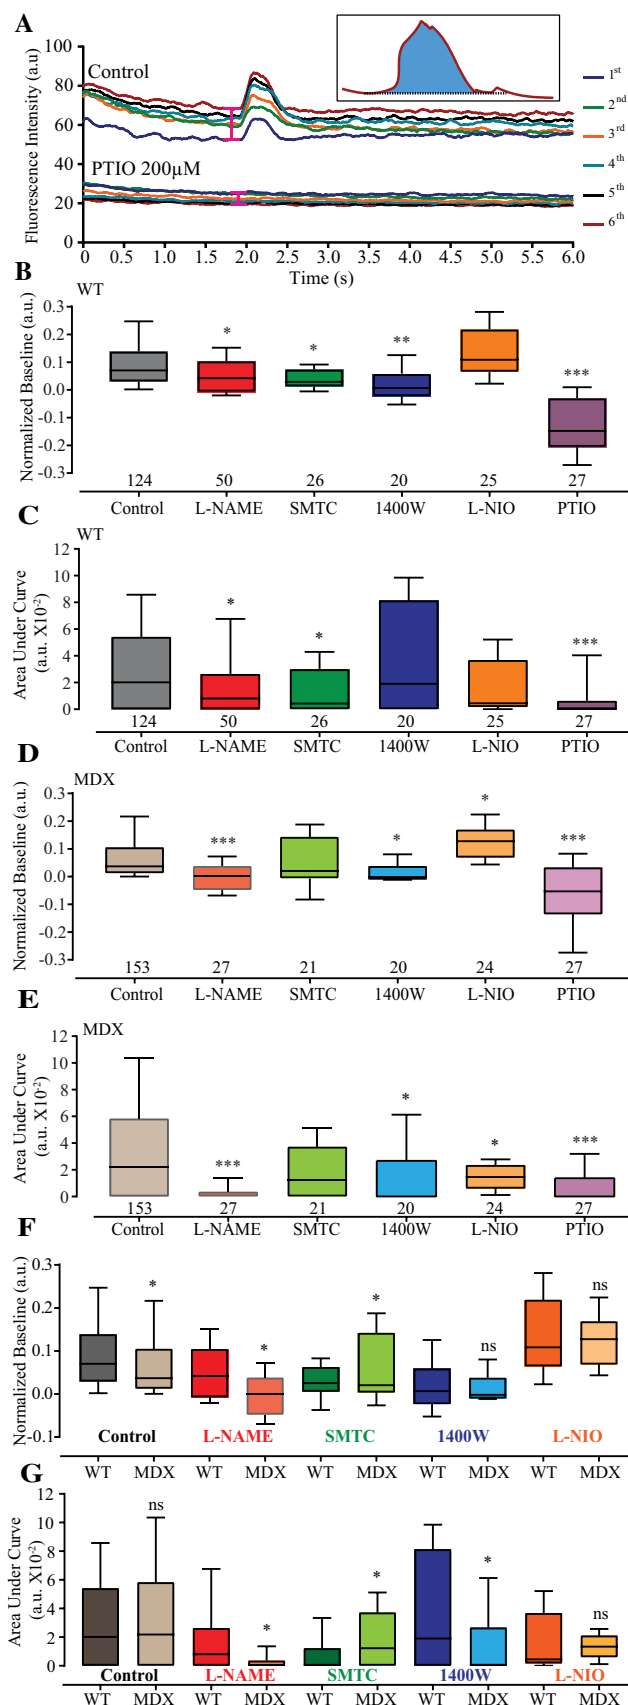 A
Fluorescence Intensity (a.u)
100
80
60
40
20
0
Control
PTIO 200µM
1st
2nd
3rd
4th
5th
6th
0 0.5 1.0 1.5 2.0 2.5 3.0 3.5 4.0 4.5 5.0 5.5 6.0
Time (s)
B
WT
Normalized Baseline (a.u.)
0.3
0.2
0.1
0.0
-0.1
-0.2
-0.3
* * ** ***
124 50 26 20 25 27
Control L-NAME SMTC 1400W L-NIO PTIO
C
WT
Area Under Curve
(a.u. X10-2)
12
10
8
6
4
2
0
* * ***
124 50 26 20 25 27
Control L-NAME SMTC 1400W L-NIO PTIO
D
MDX
Normalized Baseline (a.u.)
0.3
0.2
0.1
0.0
-0.1
-0.2
-0.3
*** * * ***
153 27 21 20 24 27
Control L-NAME SMTC 1400W L-NIO PTIO
E
MDX
Area Under Curve
(a.u. X10-2)
12
10
8
6
4
2
0
*** * * ***
153 27 21 20 24 27
Control L-NAME SMTC 1400W L-NIO PTIO
F
Normalized Baseline (a.u.)
0.3
0.2
0.1
0.0
-0.1
* * * ns ns
Control L-NAME SMTC 1400W L-NIO
WT MDX WT MDX WT MDX WT MDX WT MDX
G
Area Under Curve
(a.u. X10-2)
12
10
8
6
4
2
0
ns * * * ns
Control L-NAME SMTC 1400W L-NIO
WT MDX WT MDX WT MDX WT MDX WT MDX